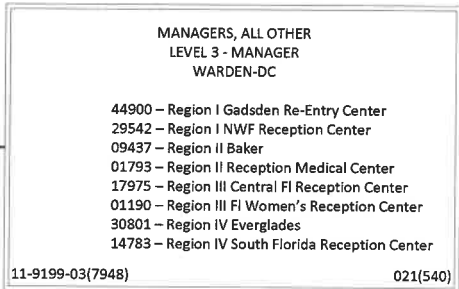 MANAGERS, ALL OTHER
LEVEL 3 - MANAGER
WARDEN-DC
44900 – Region I Gadsden Re-Entry Center
29542 – Region I NWF Reception Center
09437 – Region II Baker
01793 – Region II Reception Medical Center
17975 – Region III Central Fl Reception Center
01190 – Region III Fl Women's Reception Center
30801 – Region IV Everglades
14783 – Region IV South Florida Reception Center
11-9199-03(7948) 021(540)